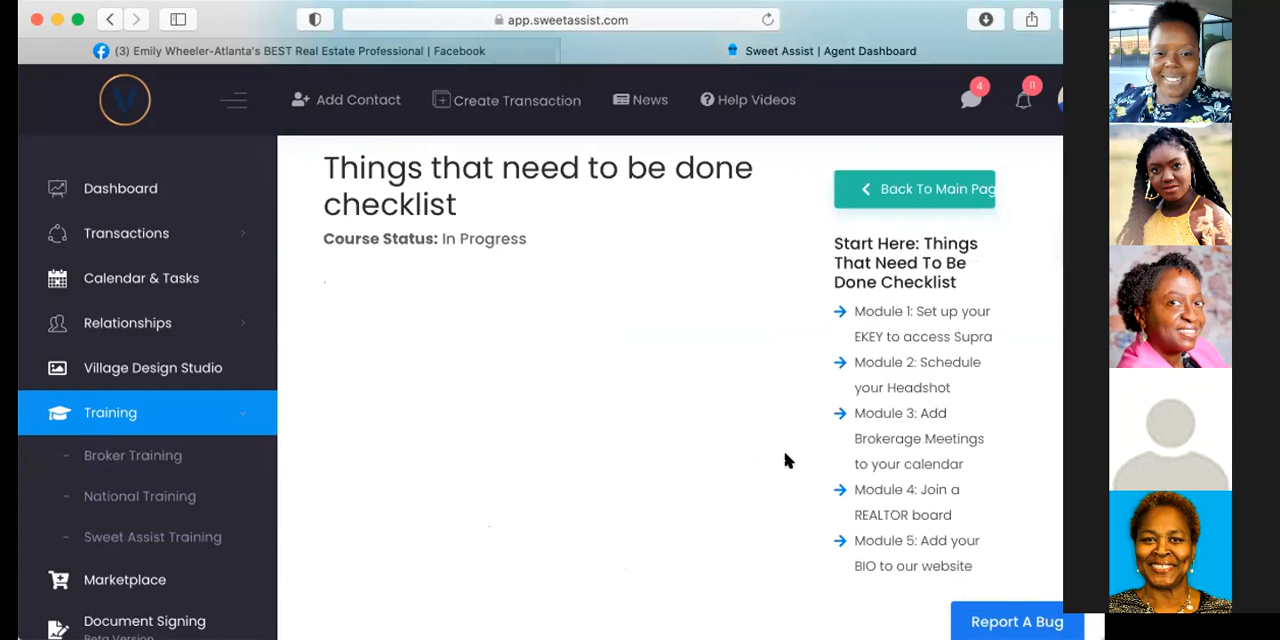 app.sweetassist.com
(3) Emily Wheeler-Atlanta's BEST Real Estate Professional | Facebook
Sweet Assist | Agent Dashboard
Add Contact
Create Transaction
News
Help Videos
4
11
Dashboard
Transactions
Calendar & Tasks
Relationships
Village Design Studio
Training
- Broker Training
- National Training
- Sweet Assist Training
Marketplace
Document Signing
Beta Version
Things that need to be done
checklist
Course Status: In Progress
Back To Main Pag
Start Here: Things
That Need To Be
Done Checklist
Module 1: Set up your
EKEY to access Supra
Module 2: Schedule
your Headshot
Module 3: Add
Brokerage Meetings
to your calendar
Module 4: Join a
REALTOR board
Module 5: Add your
BIO to our website
Report A Bug